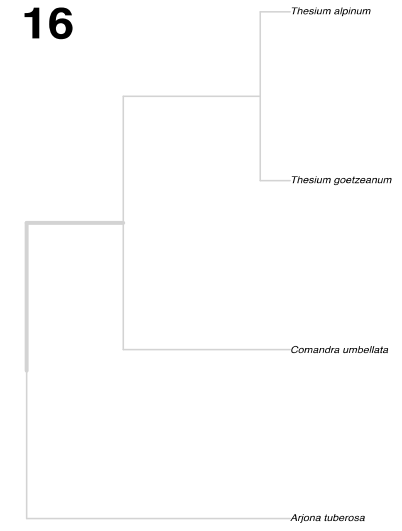 16
Thesium alpinum
Thesium goetzeanum
Comandra umbellata
Arjona tuberosa